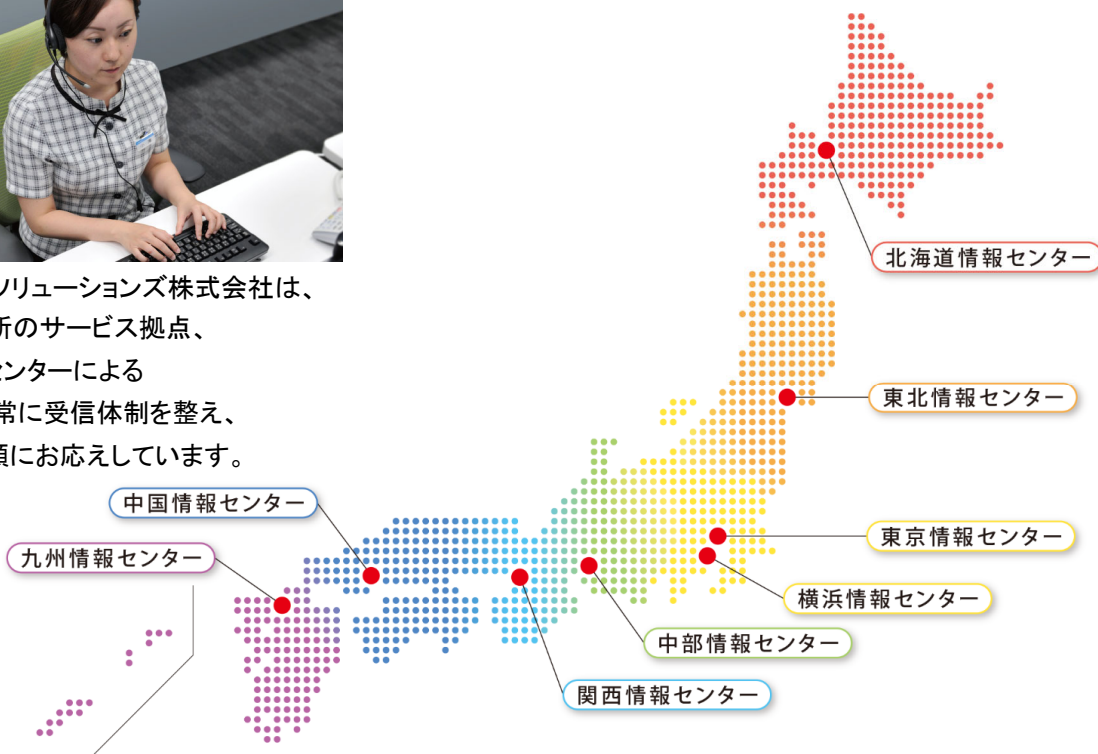 ソリューションズ株式会社は、
所のサービス拠点、
センターによる
常に受信体制を整え、
頼にお応えしています。
北海道情報センター
東北情報センター
中国情報センター
東京情報センター
九州情報センター
横浜情報センター
中部情報センター
関西情報センター